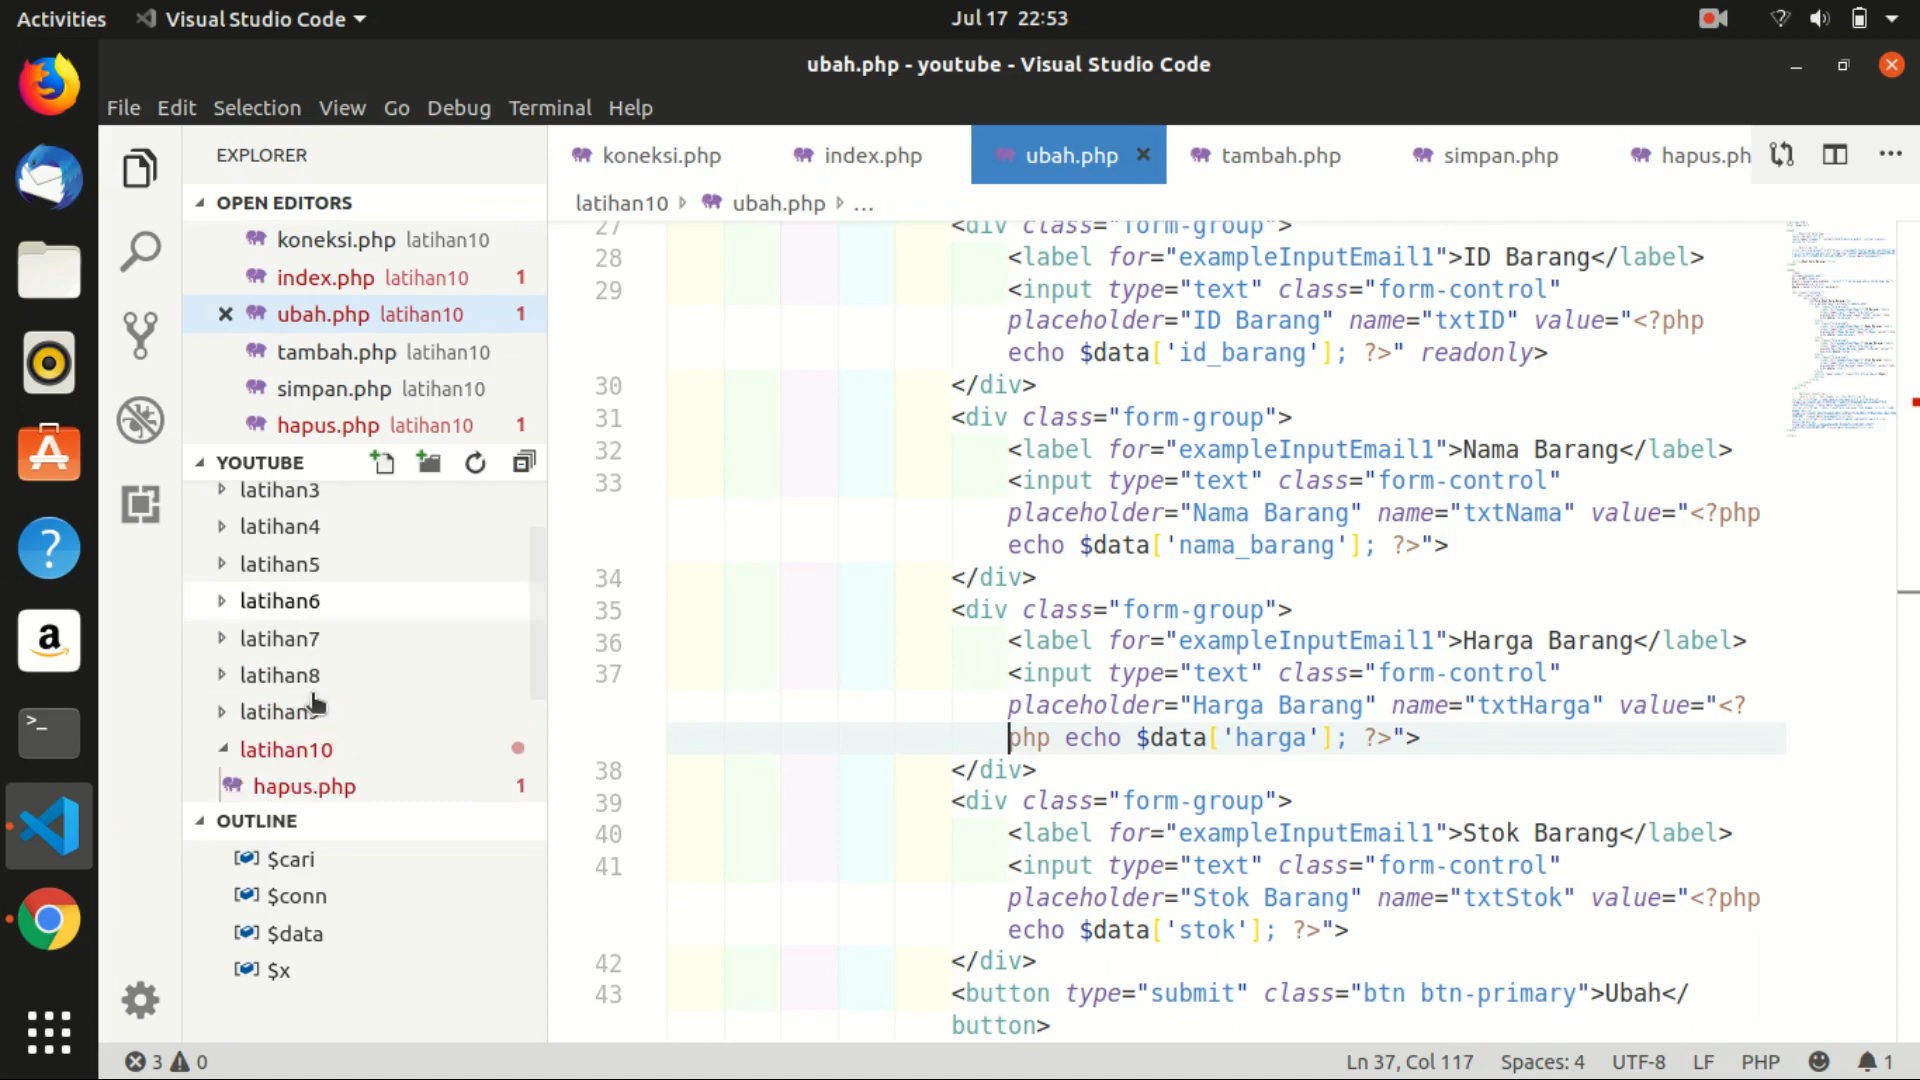 Activities Visual Studio Code Jul 17 22:53
ubah.php - youtube - Visual Studio Code
File Edit Selection View Go Debug Terminal Help
EXPLORER
OPEN EDITORS
koneksi.php latihan10
index.php latihan10 1
ubah.php latihan10 1
tambah.php latihan10
simpan.php latihan10
hapus.php latihan10 1
YOUTUBE
latihan3
latihan4
latihan5
latihan6
latihan7
latihan8
latihan10
hapus.php 1
OUTLINE
$cari
$conn
$data
$x
koneksi.php index.php ubah.php tambah.php simpan.php hapus.ph
latihan10 ubah.php ...
27 <div class="form-group">
28 <label for="exampleInputEmail1">ID Barang</label>
29 <input type="text" class="form-control"
placeholder="ID Barang" name="txtID" value="<?php
echo $data['id_barang']; ?>" readonly>
30 </div>
31 <div class="form-group">
32 <label for="exampleInputEmail1">Nama Barang</label>
33 <input type="text" class="form-control"
placeholder="Nama Barang" name="txtNama" value="<?php
echo $data['nama_barang']; ?>">
34 </div>
35 <div class="form-group">
36 <label for="exampleInputEmail1">Harga Barang</label>
37 <input type="text" class="form-control"
placeholder="Harga Barang" name="txtHarga" value="<?
php echo $data['harga']; ?>">
38 </div>
39 <div class="form-group">
40 <label for="exampleInputEmail1">Stok Barang</label>
41 <input type="text" class="form-control"
placeholder="Stok Barang" name="txtStok" value="<?php
echo $data['stok']; ?>">
42 </div>
43 <button type="submit" class="btn btn-primary">Ubah</
button>
3 0 Ln 37, Col 117 Spaces: 4 UTF-8 LF PHP 1